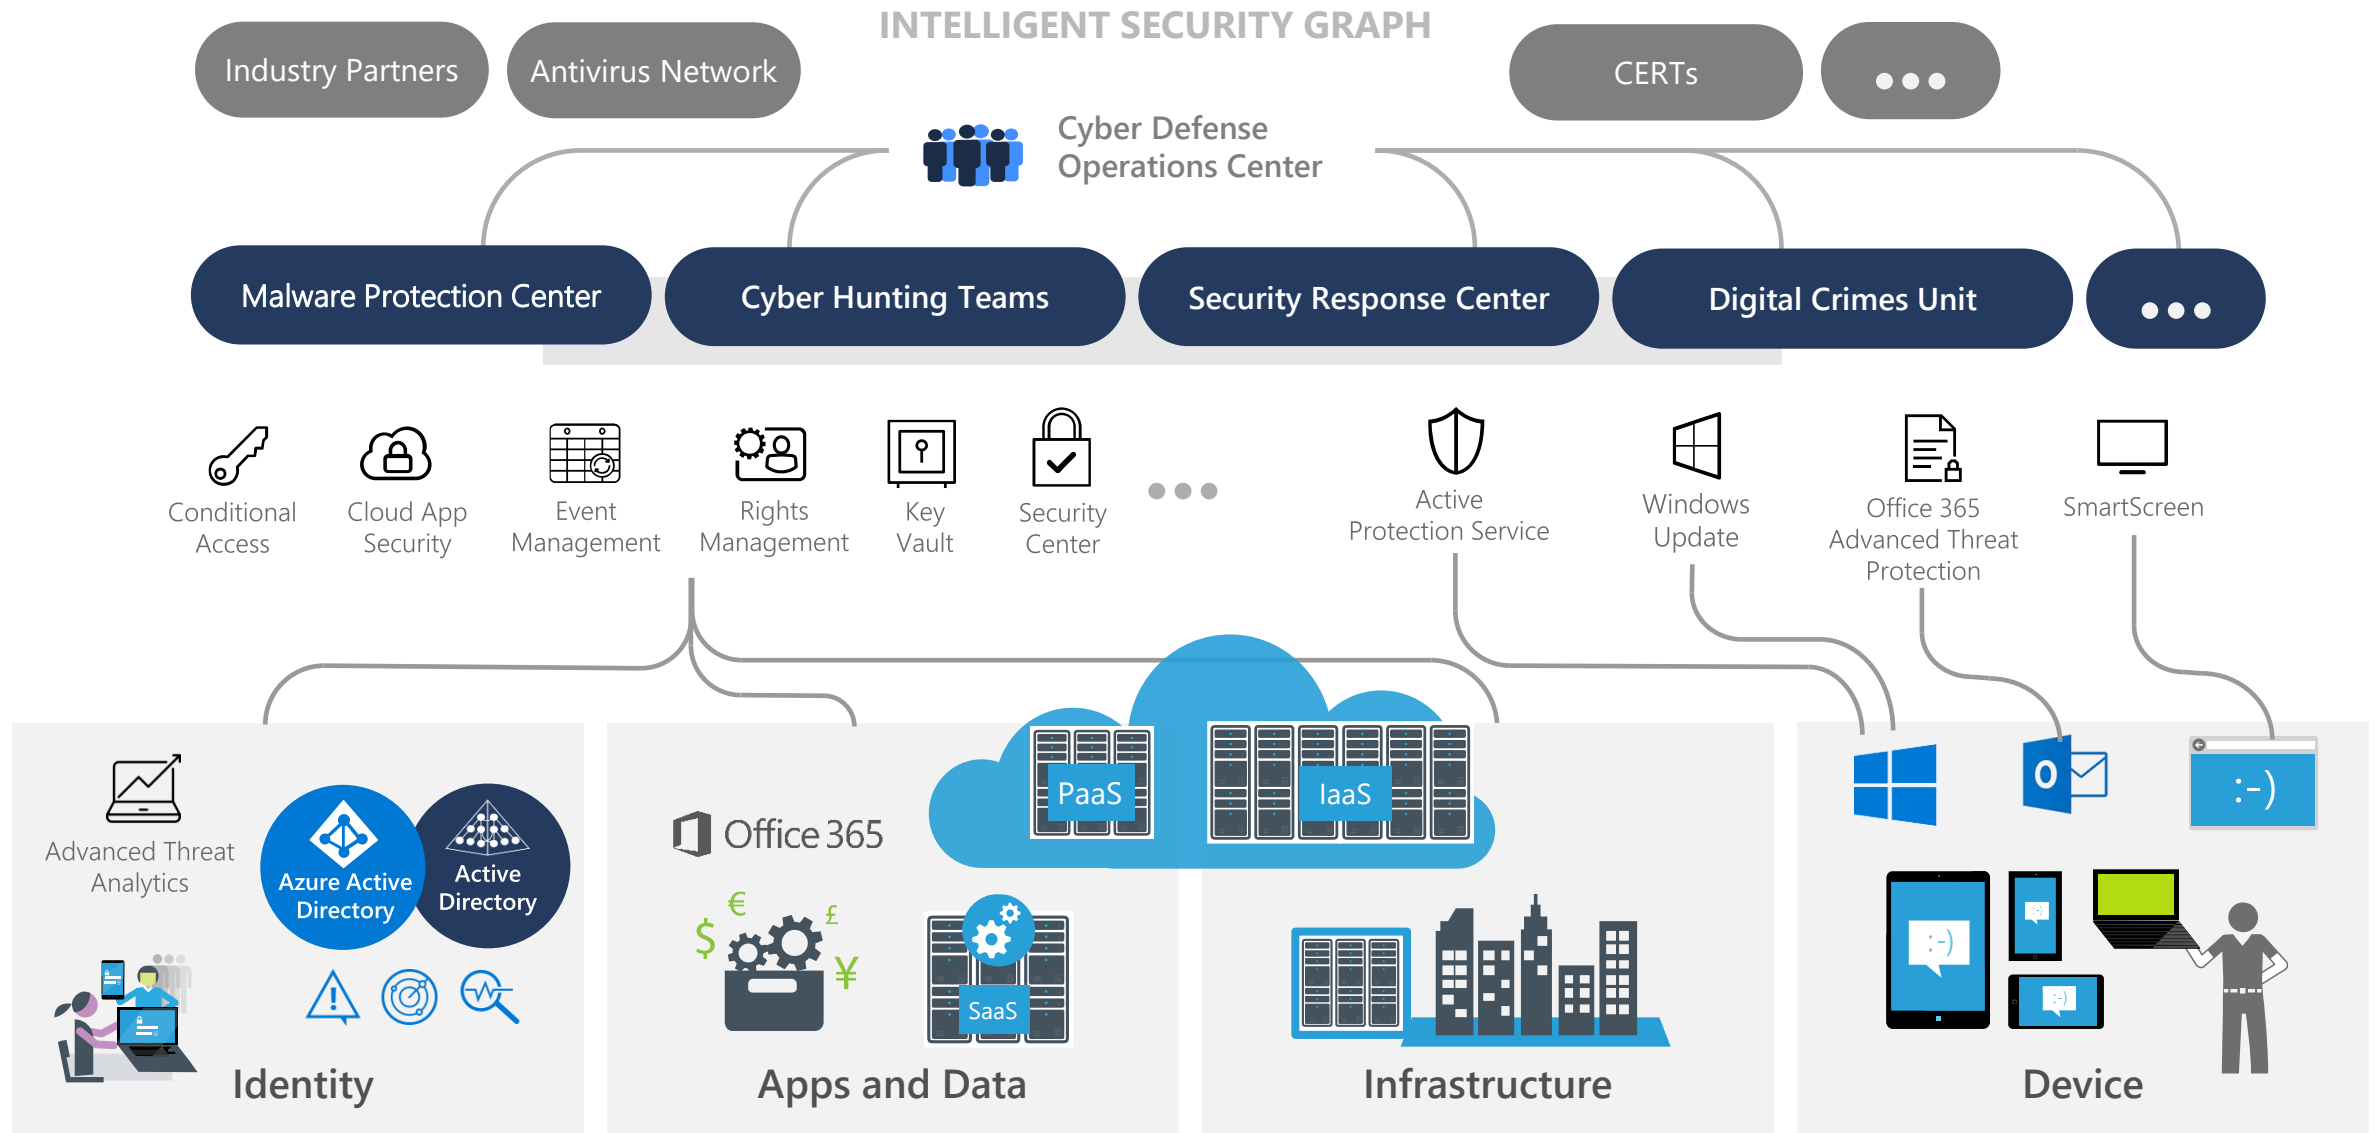 INTELLIGENT SECURITY GRAPH
Industry Partners
Antivirus Network
CERTs
Cyber Defense
Operations Center
Malware Protection Center
Cyber Hunting Teams
Security Response Center
Digital Crimes Unit
Conditional
Access
Cloud App
Security
Event
Management
Rights
Management
Key
Vault
Security
Center
Active
Protection Service
Windows
Update
Office 365
Advanced Threat
Protection
SmartScreen
Advanced Threat
Analytics
Azure Active
Directory
Active
Directory
Identity
Office 365
PaaS
$
€
£
¥
SaaS
Apps and Data
IaaS
Infrastructure
O
:-)
:-)
:-)
:-)
Device